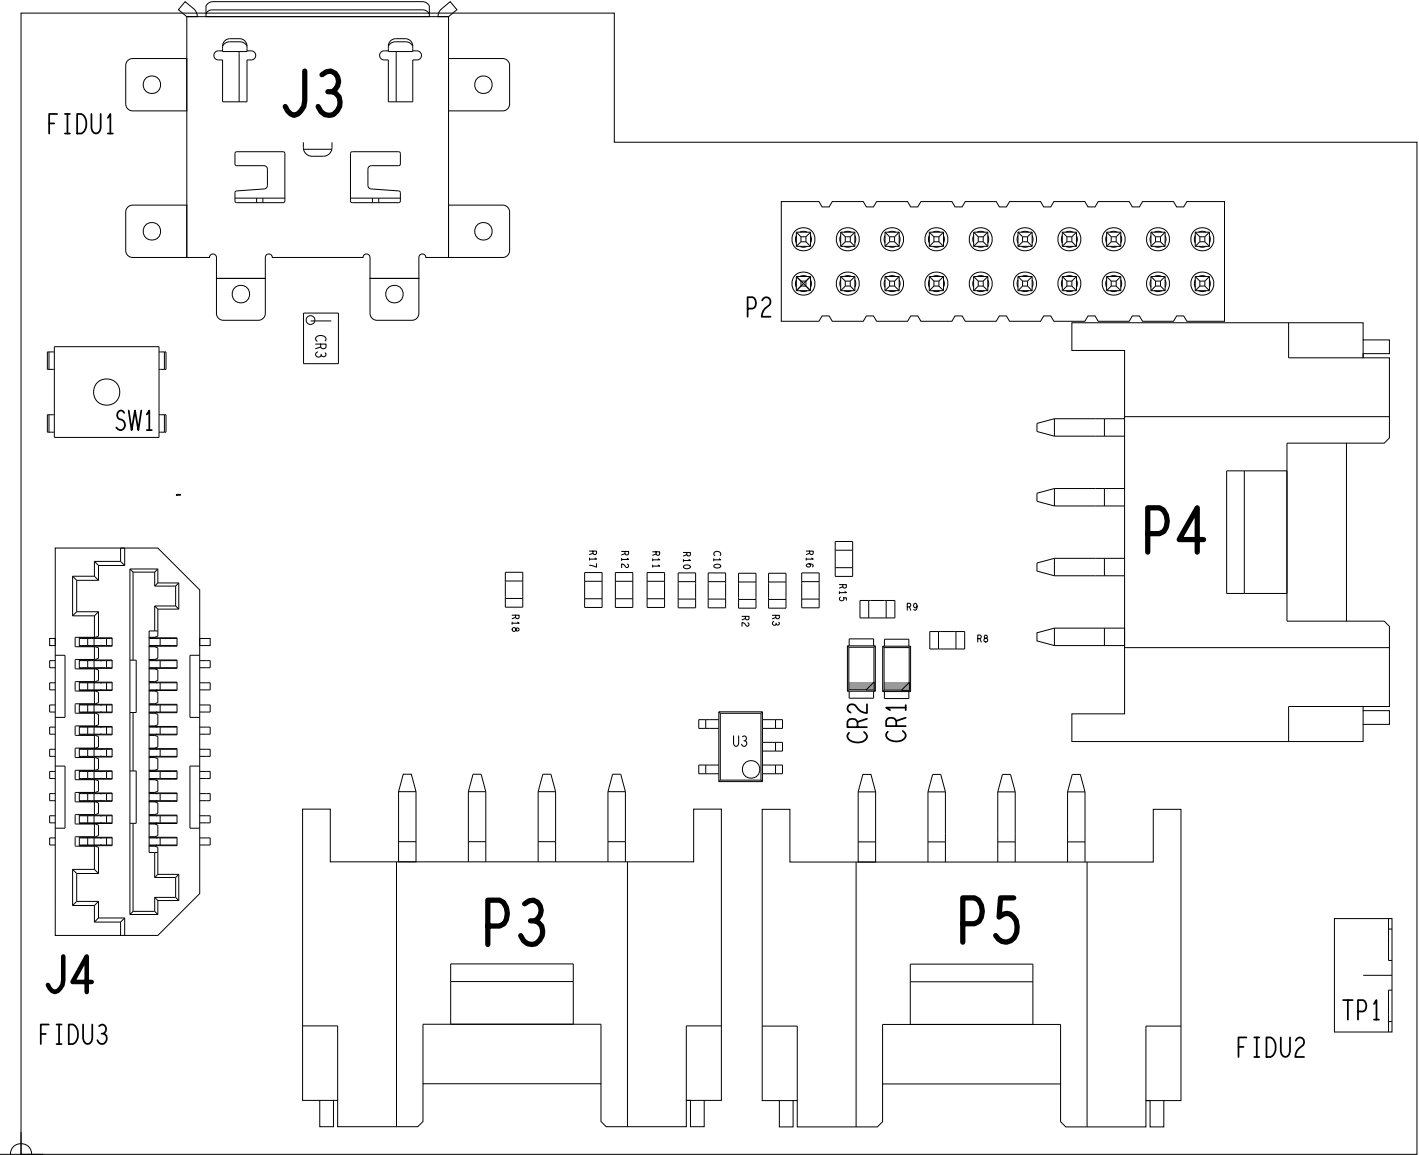 J3
FIDU1
P2
CR3
SW1
P4
R17
R12
R11
R10
C10
R16
R18
R2
R3
R15
R9
R8
CR2
CR1
U3
P3
P5
J4
FIDU3
TP1
FIDU2